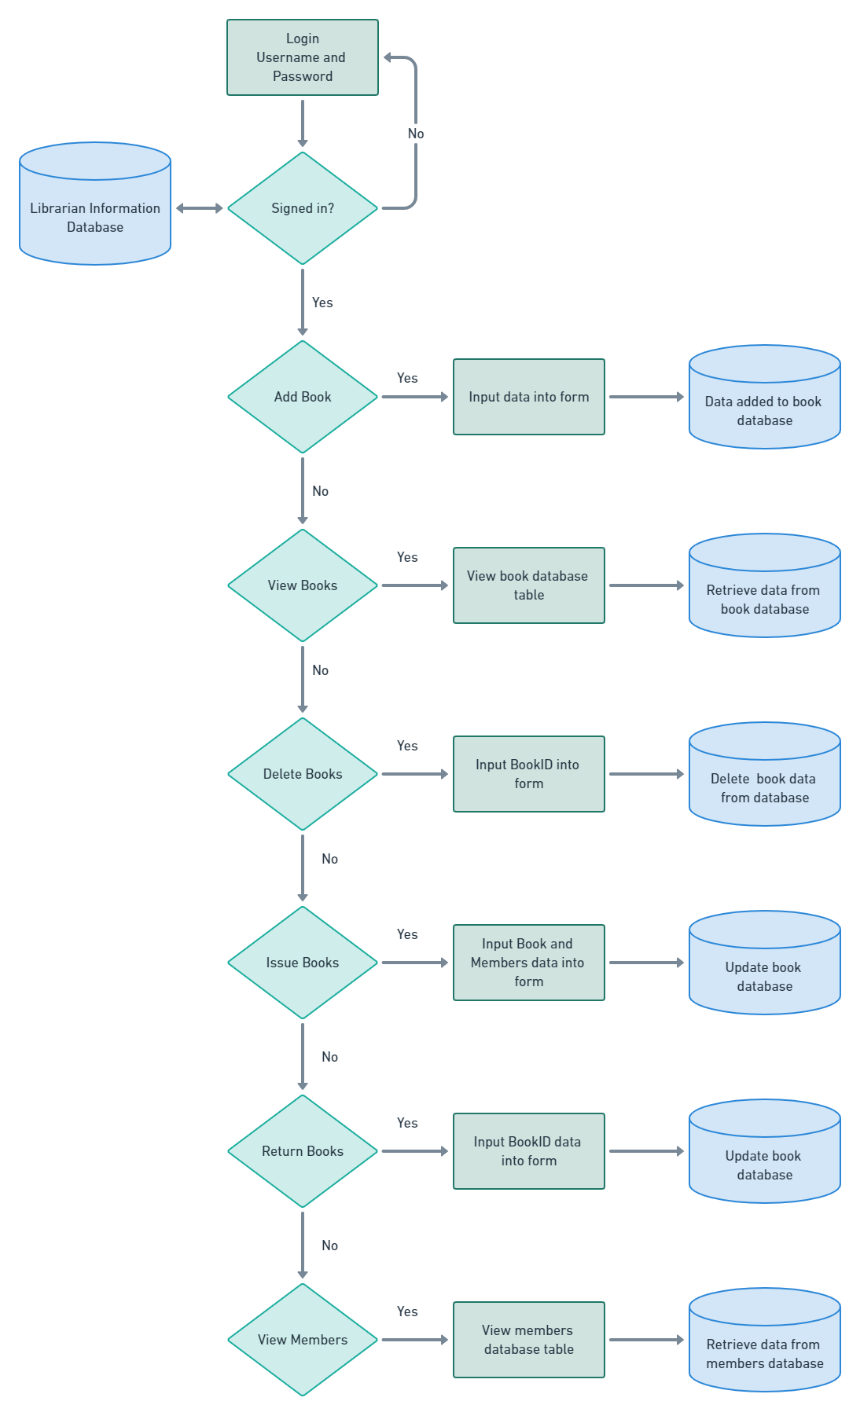 Login
Username and
Password
No
Librarian Information
Database
Signed in?
Yes
Add Book
Yes
Input data into form
Data added to book
database
No
View Books
Yes
View book database
table
Retrieve data from
book database
No
Delete Books
Yes
Input BookID into
form
Delete  book data
from database
No
Issue Books
Yes
Input Book and
Members data into
form
Update book
database
No
Return Books
Yes
Input BookID data
into form
Update book
database
No
View Members
Yes
View members
database table
Retrieve data from
members database